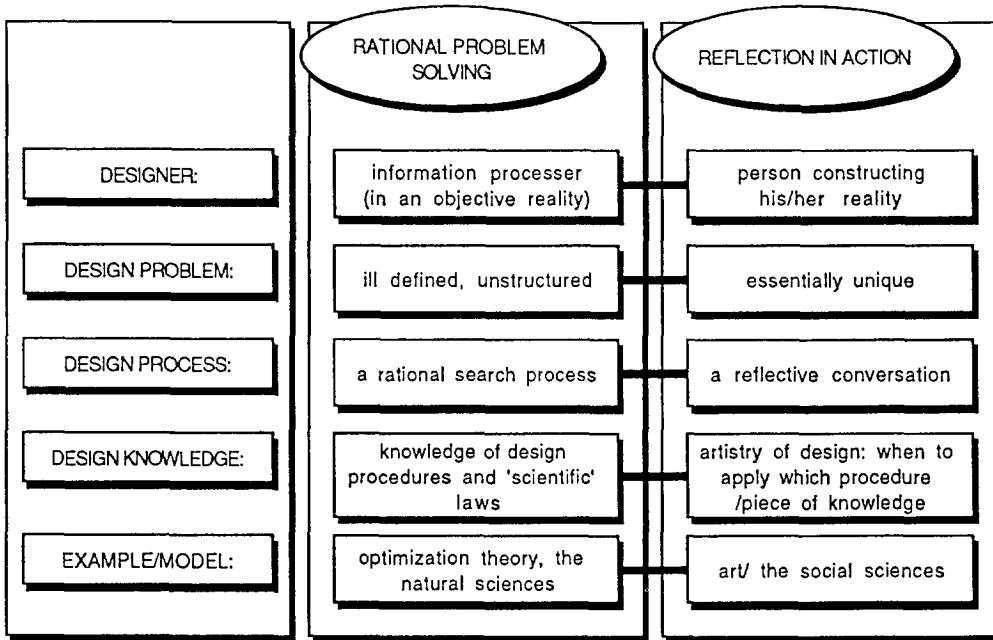 RATIONAL PROBLEM
SOLVING
REFLECTION IN ACTION
DESIGNER:
information processer
(in an objective reality)
person constructing
his/her reality
DESIGN PROBLEM:
ill defined, unstructured
essentially unique
DESIGN PROCESS:
a rational search process
a reflective conversation
DESIGN KNOWLEDGE:
knowledge of design
procedures and 'scientific'
laws
artistry of design: when to
apply which procedure
/piece of knowledge
EXAMPLE/MODEL:
optimization theory, the
natural sciences
art/ the social sciences